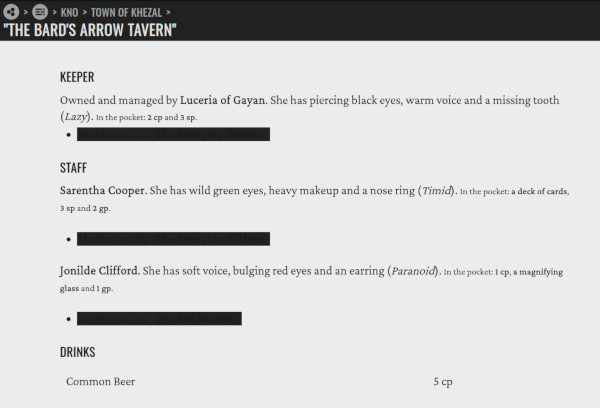 > KNO > TOWN OF KHEZAL >
"THE BARD'S ARROW TAVERN"
KEEPER
Owned and managed by Luceria of Gayan. She has piercing black eyes, warm voice and a missing tooth
(Lazy). In the pocket: 2 cp and 3 sp.
STAFF
Sarentha Cooper. She has wild green eyes, heavy makeup and a nose ring (Timid). In the pocket: a deck of cards,
3 sp and 2 gp.
Jonilde Clifford. She has soft voice, bulging red eyes and an earring (Paranoid). In the pocket: 1 cp, a magnifying
glass and 1 gp.
DRINKS
Common Beer 5 cp